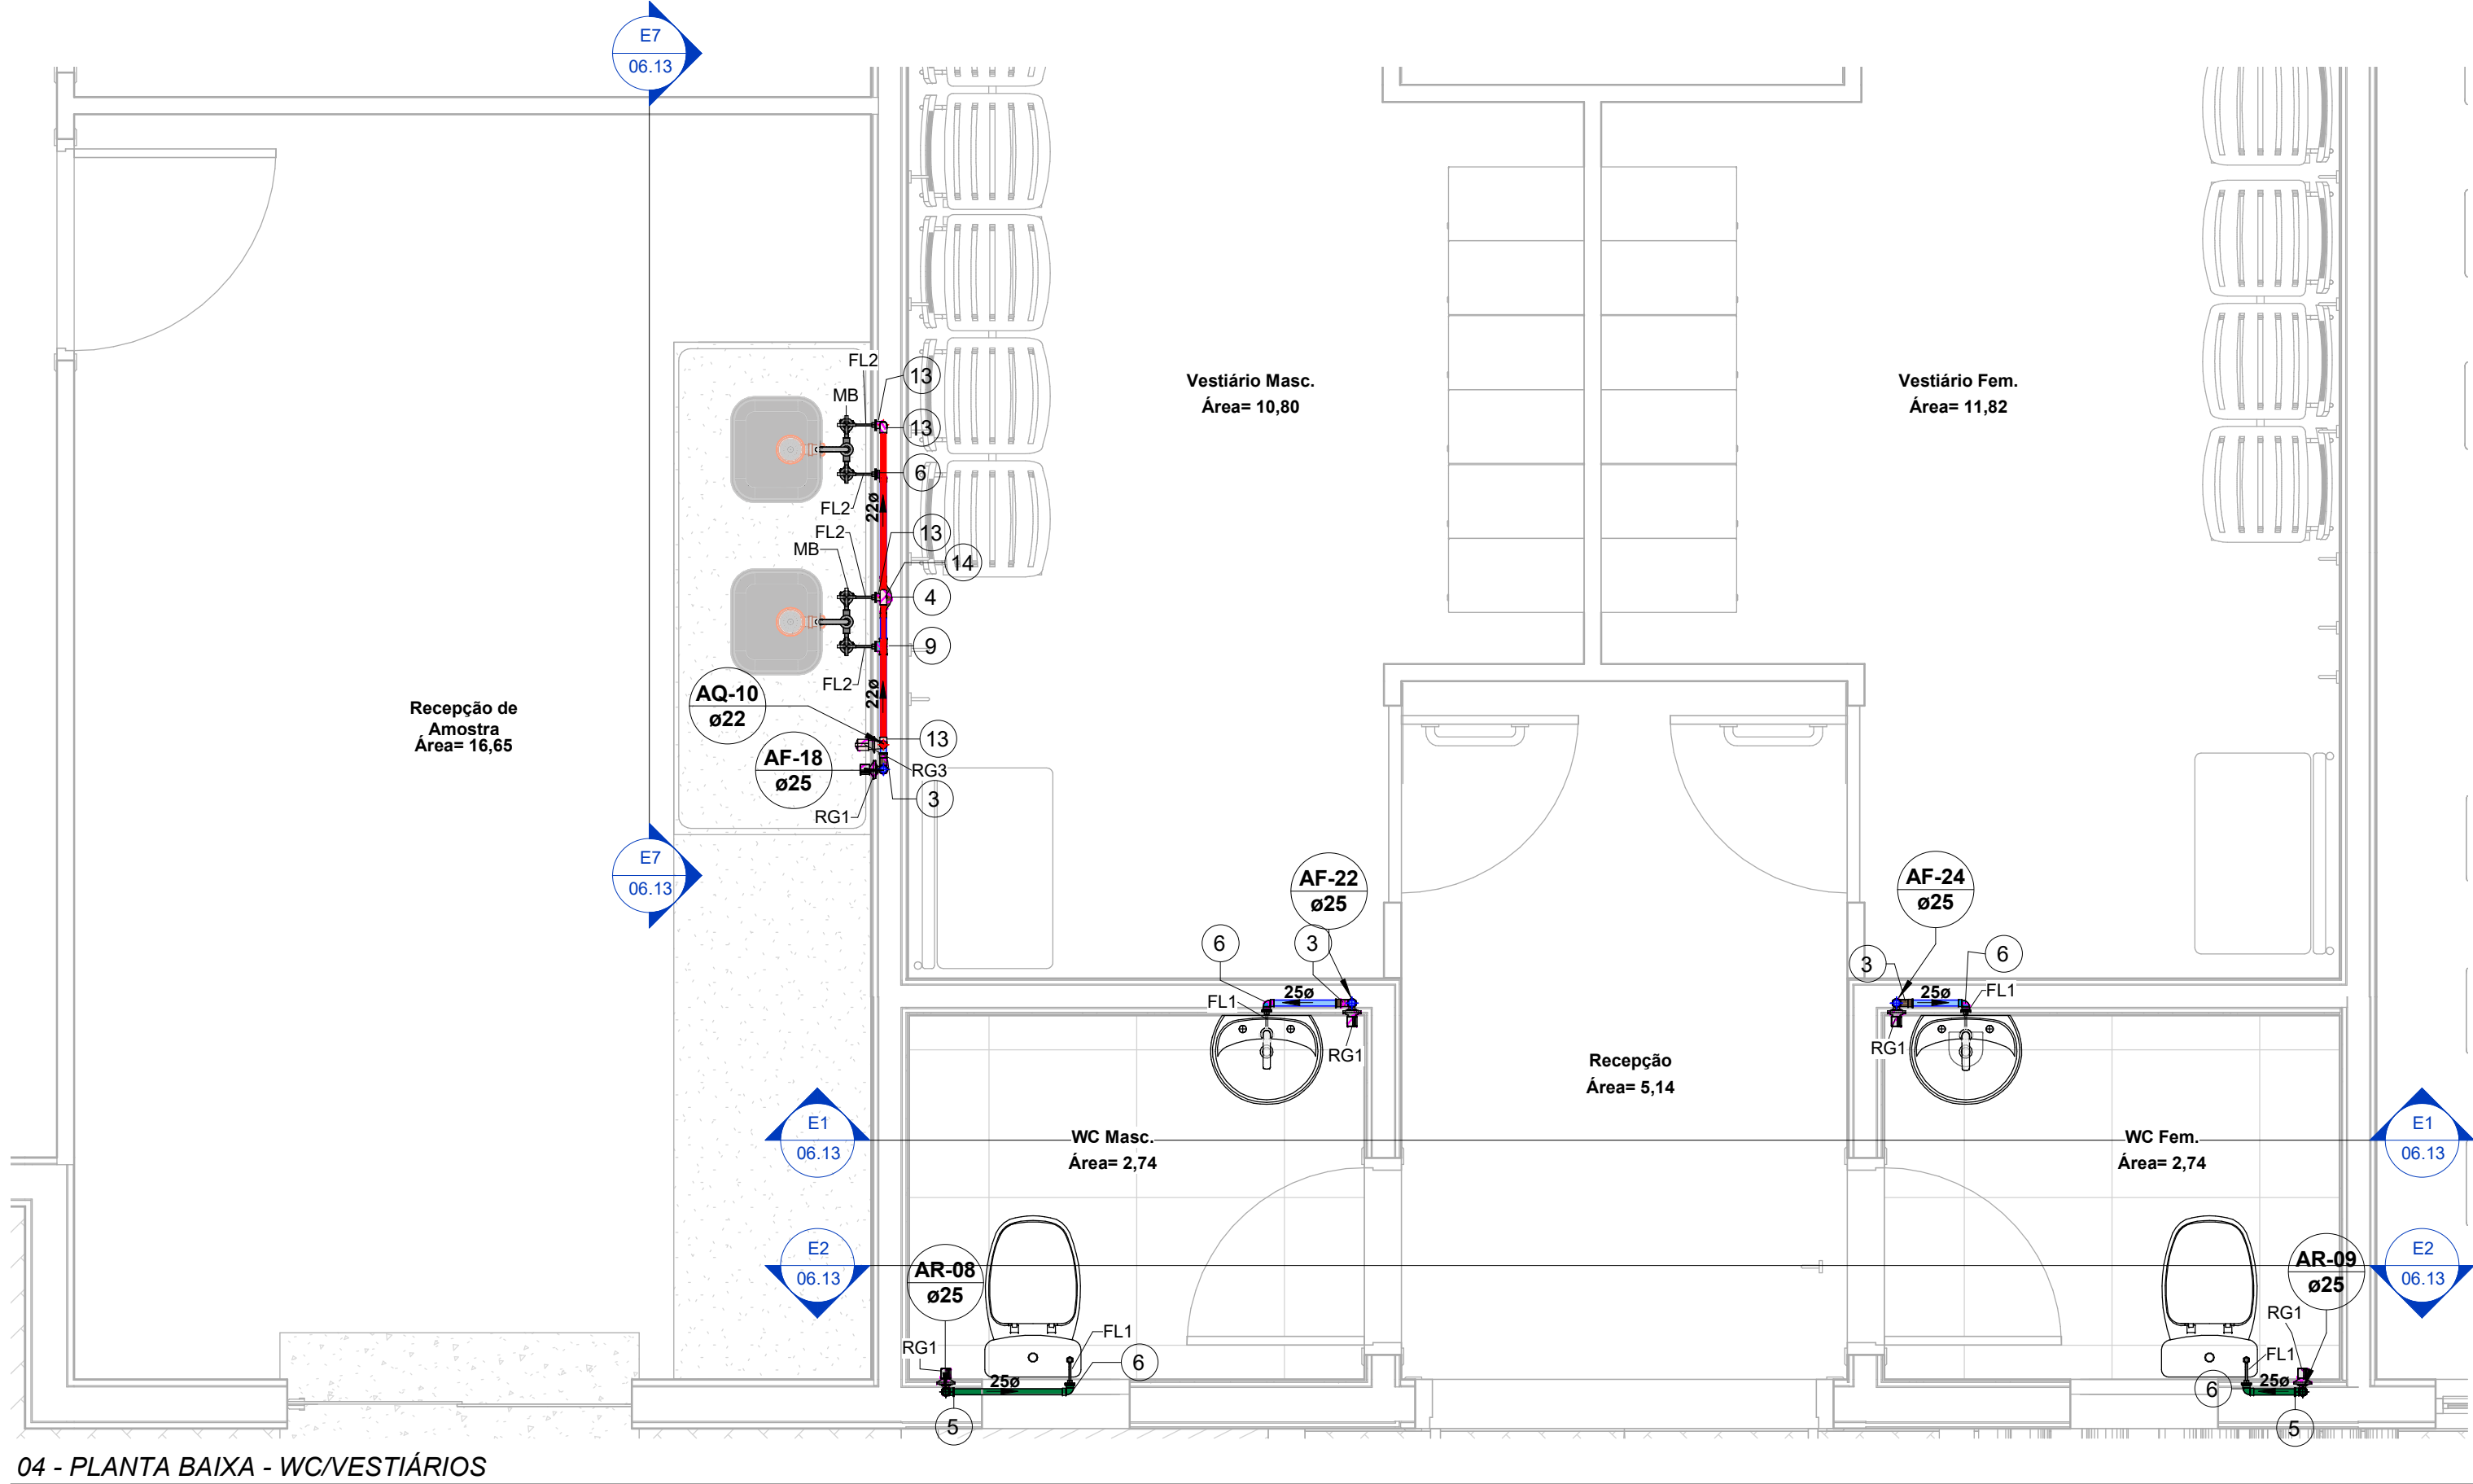 E7
06.13
FL2
13
MB
13
6
FL2
22ø
FL2
13
MB
14
4
9
FL2
22ø
AQ-10
ø22
13
AF-18
ø25
RG3
3
RG1
Vestiário Masc.
Área= 10,80
Vestiário Fem.
Área= 11,82
Recepção de
Amostra
Área= 16,65
E7
06.13
AF-22
ø25
6
3
25ø
FL1
RG1
AF-24
ø25
3
6
25ø
FL1
RG1
Recepção
Área= 5,14
E1
06.13
WC Masc.
Área= 2,74
WC Fem.
Área= 2,74
E1
06.13
E2
06.13
AR-08
ø25
RG1
FL1
6
25ø
5
AR-09
ø25
RG1
FL1
6
25ø
5
E2
06.13
04 - PLANTA BAIXA - WC/VESTIÁRIOS